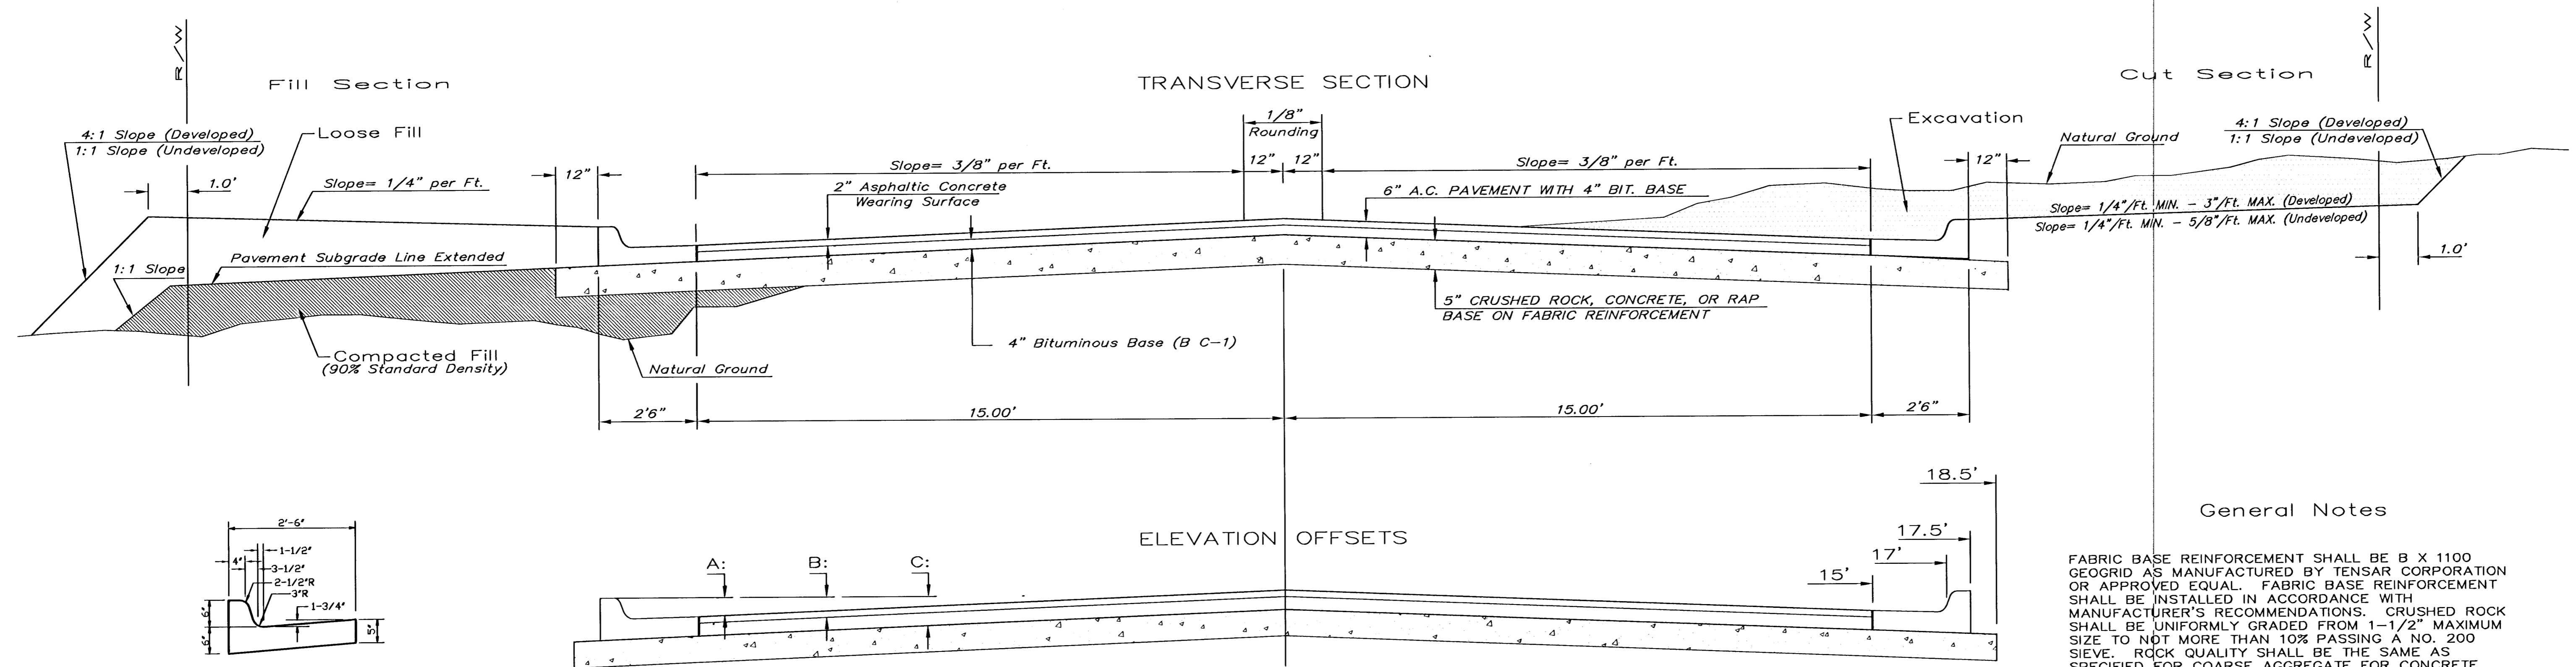 R/W
R/W
Fill Section
TRANSVERSE SECTION
Cut Section
4:1 Slope (Developed)
1:1 Slope (Undeveloped)
Loose Fill
1/8"
Rounding
Excavation
Natural Ground
4:1 Slope (Developed)
1:1 Slope (Undeveloped)
1.0'
Slope= 1/4" per Ft.
12"
Slope= 3/8" per Ft.
12"
12"
Slope= 3/8" per Ft.
12"
2" Asphaltic Concrete
Wearing Surface
6" A.C. PAVEMENT WITH 4" BIT. BASE
Slope= 1/4"/Ft. MIN. - 3"/Ft. MAX. (Developed)
Slope= 1/4"/Ft. MIN. - 5/8"/Ft. MAX. (Undeveloped)
1:1 Slope
Pavement Subgrade Line Extended
1.0'
5" CRUSHED ROCK, CONCRETE, OR RAP
BASE ON FABRIC REINFORCEMENT
4" Bituminous Base (B C-1)
Compacted Fill
(90% Standard Density)
Natural Ground
2'6"
15.00'
15.00'
2'6"
18.5'
General Notes
2'-6"
ELEVATION OFFSETS
17.5'
17'
15'
1-1/2"
4"
3-1/2"
2-1/2"R
3"R
1-3/4"
6"
6"
5"
A:
B:
C:
FABRIC BASE REINFORCEMENT SHALL BE B X 1100
GEOGRID AS MANUFACTURED BY TENSAR CORPORATION
OR APPROVED EQUAL. FABRIC BASE REINFORCEMENT
SHALL BE INSTALLED IN ACCORDANCE WITH
MANUFACTURER'S RECOMMENDATIONS. CRUSHED ROCK
SHALL BE UNIFORMLY GRADED FROM 1-1/2" MAXIMUM
SIZE TO NOT MORE THAN 10% PASSING A NO. 200
SIEVE. ROCK QUALITY SHALL BE THE SAME AS
SPECIFIED FOR COARSE AGGREGATE FOR CONCRETE